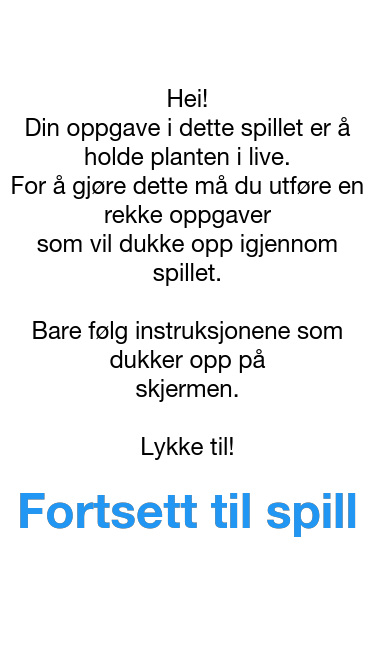 Hei!
Din oppgave i dette spillet er å
holde planten i live.
For å gjøre dette må du utføre en
rekke oppgaver
som vil dukke opp igjennom
spillet.
Bare følg instruksjonene som
dukker opp på
skjermen.
Lykke til!
Fortsett til spill